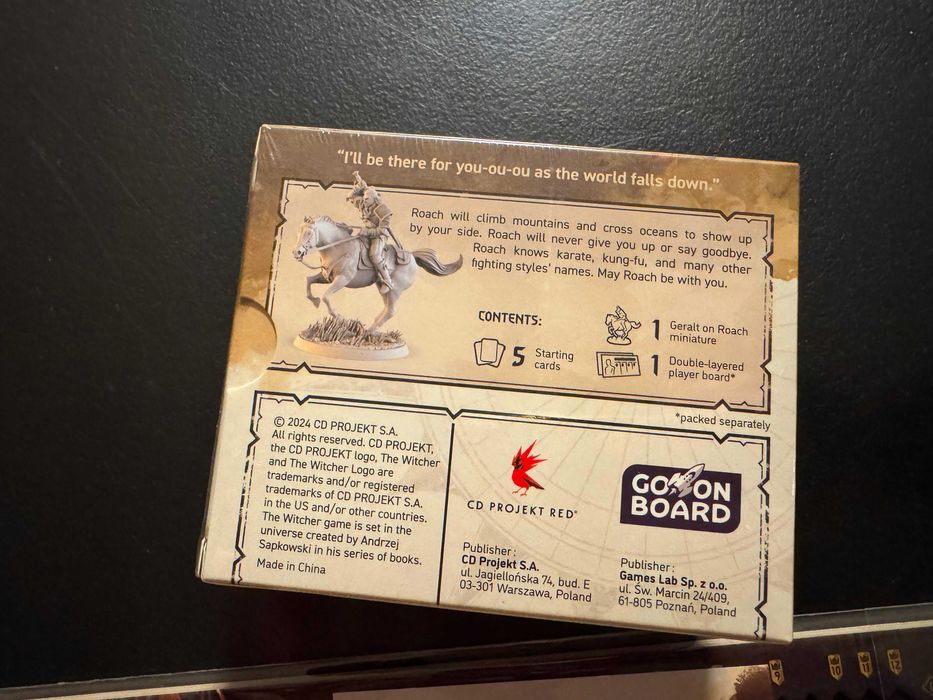 "I'll be there for you-ou-ou as the world falls down."
Roach will climb mountains and cross oceans to show up
by your side. Roach will never give you up or say goodbye.
Roach knows karate, kung-fu, and many other
fighting styles' names. May Roach be with you.
CONTENTS:
5 Starting
cards
1 Geralt on Roach
miniature
1 Double-layered
player board*
*packed separately
© 2024 CD PROJEKT S.A.
All rights reserved. CD PROJEKT,
the CD PROJEKT logo, The Witcher
and The Witcher Logo are
trademarks and/or registered
trademarks of CD PROJEKT S.A.
in the US and/or other countries.
The Witcher game is set in the
universe created by Andrzej
Sapkowski in his series of books.
Made in China
CD PROJEKT RED®
Publisher:
CD Projekt S.A.
ul. Jagiellońska 74, bud. E
03-301 Warszawa, Poland
GO ON
BOARD
Publisher:
Games Lab Sp. z o.o.
ul. Św. Marcin 24/409,
61-805 Poznań, Poland
9 10 11 12